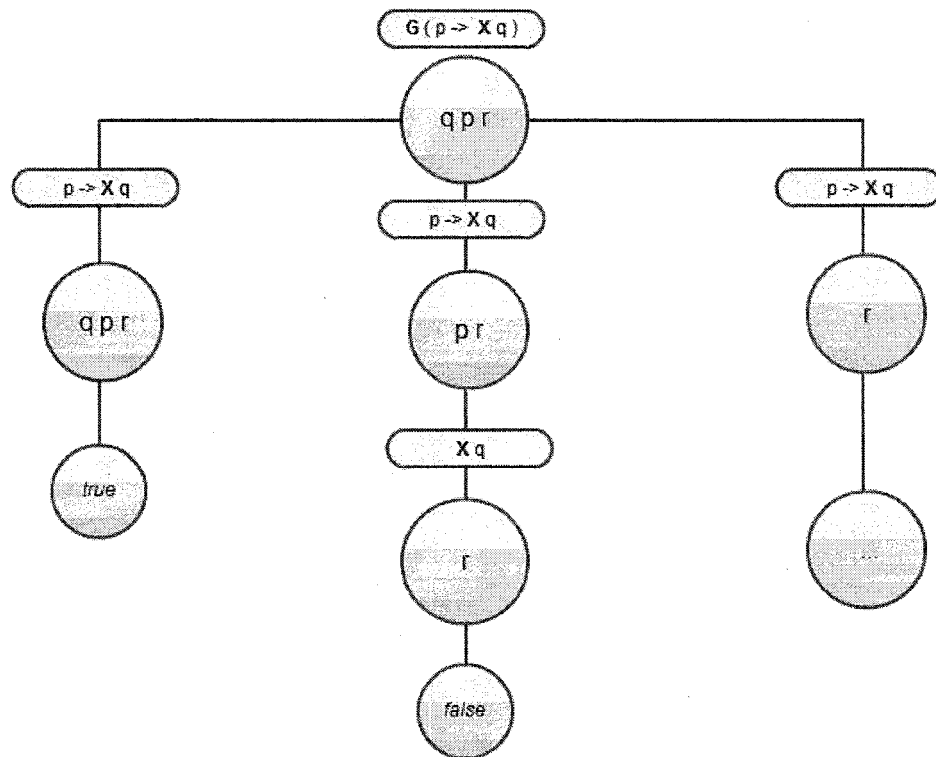 G(p -> X q)
q p r
p -> X q
p -> X q
p -> X q
q p r
p r
r
X q
true
r
...
false